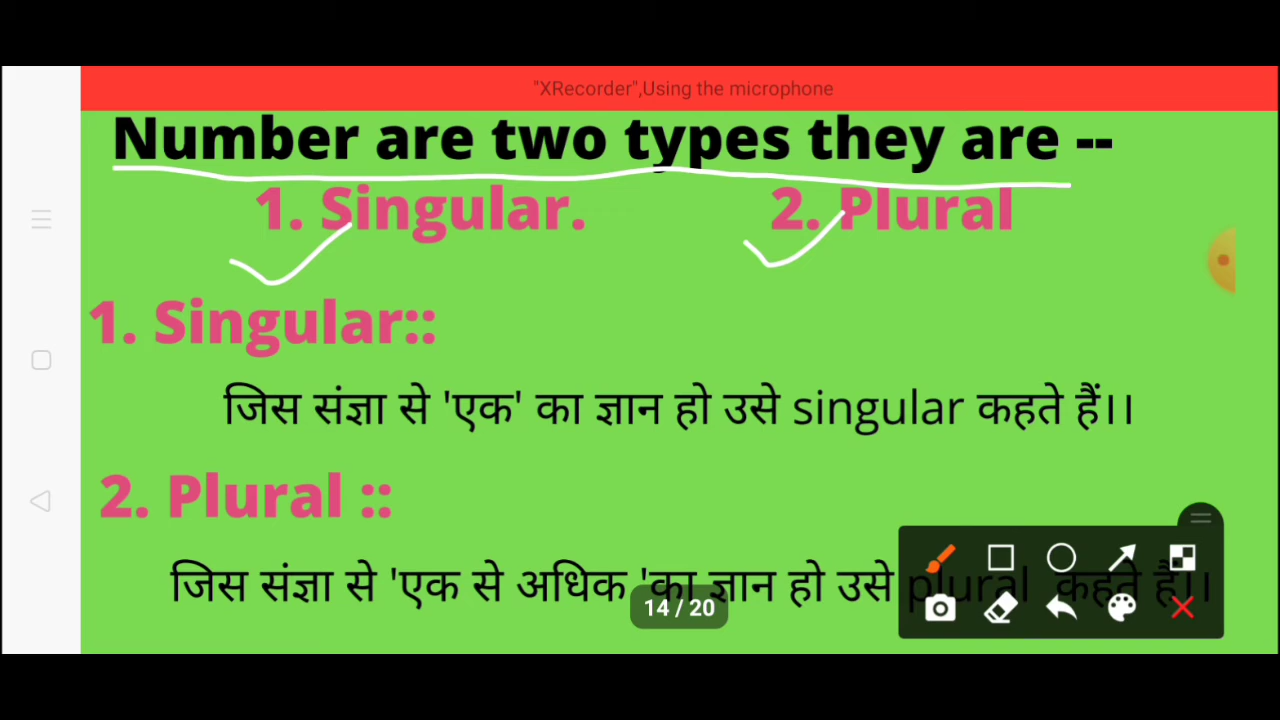 "XRecorder",Using the microphone
Number are two types they are --
1. Singular. 2. Plural
1. Singular::
जिस संज्ञा से 'एक' का ज्ञान हो उसे singular कहते हैं।।
2. Plural ::
जिस संज्ञा से 'एक से अधिक 'का ज्ञान हो उसे plural कहते हैं।।
14 / 20